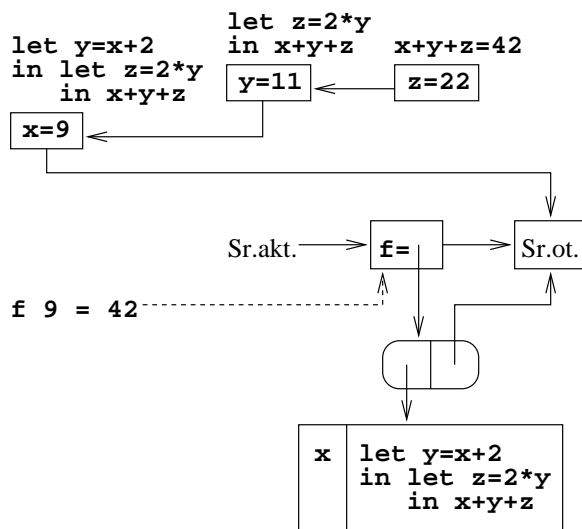 let z=2*y
let y=x+2
in x+y+z
x+y+z=42
in let z=2*y
in x+y+z
y=11
z=22
x=9
Sr.akt.
f=
Sr.ot.
f 9 = 42
x
let y=x+2
in let z=2*y
in x+y+z